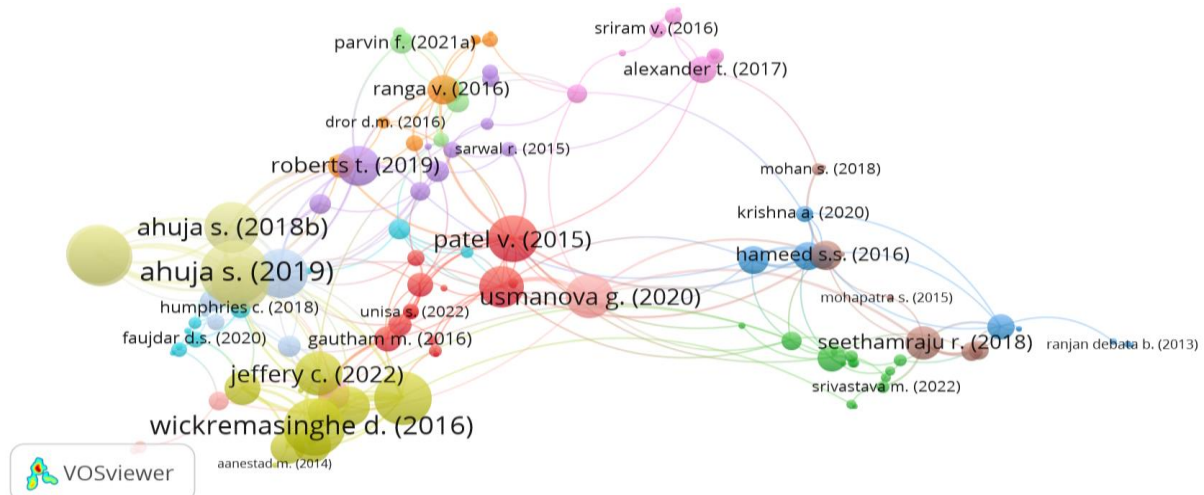 sriram v. (2016)
parvin f. (2021a)
alexander t. (2017)
ranga v. (2016)
dror d.m. (2016)
sarwal r. (2015)
roberts t. (2019)
mohan s. (2018)
krishna a. (2020)
ahuja s. (2018b)
patel v. (2015)
hameed s.s. (2016)
ahuja s. (2019)
usmanova g. (2020)
mohapatra s. (2015)
humphries c. (2018)
unisa s. (2022)
faujdar d.s. (2020)
gautham m. (2016)
seethamraju r. (2018)
ranjan debata b. (2013)
jeffery c. (2022)
srivastava m. (2022)
wickremasinghe d. (2016)
aanestad m. (2014)
VOSviewer